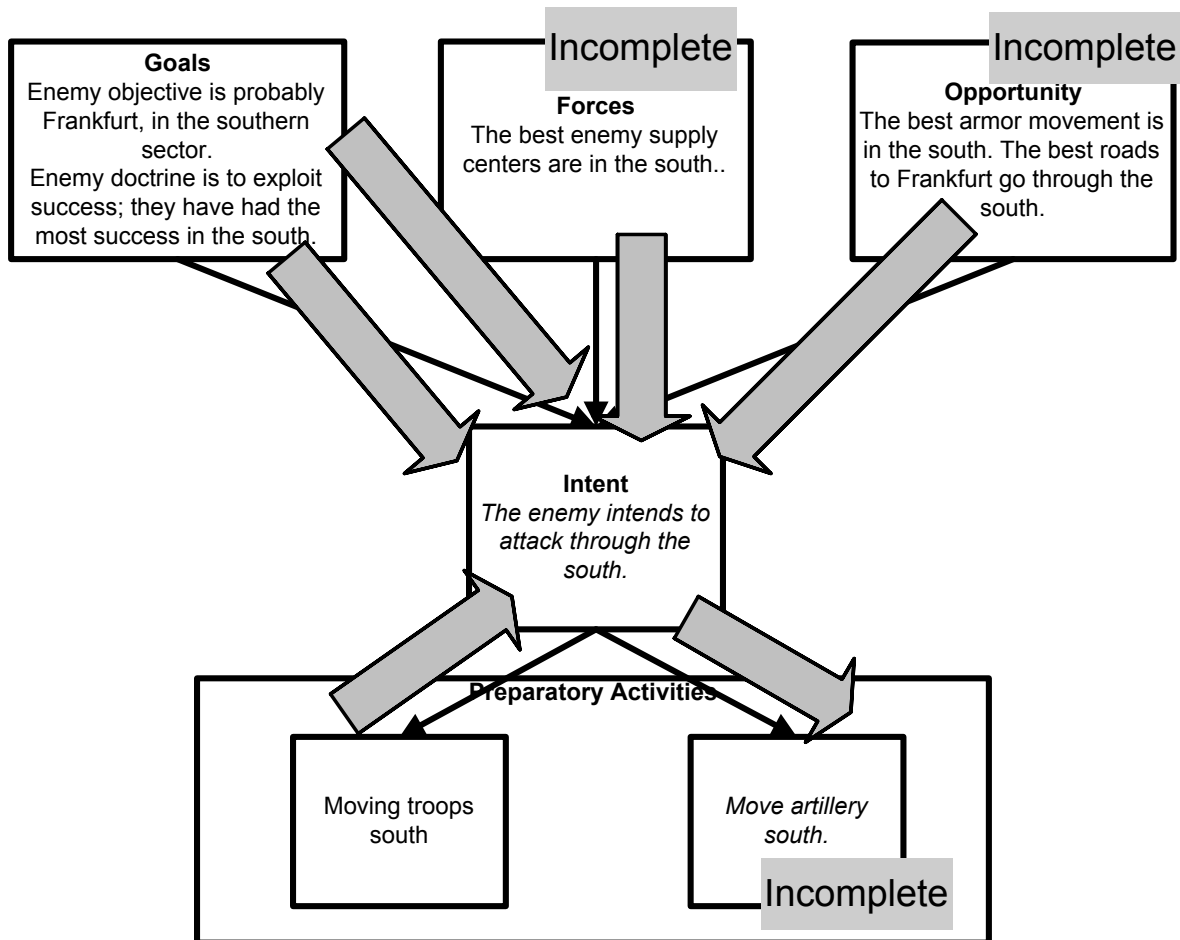 Goals
Enemy objective is probably
Frankfurt, in the southern
sector.
Enemy doctrine is to exploit
success; they have had the
most success in the south.
Incomplete
Forces
The best enemy supply
centers are in the south..
Incomplete
Opportunity
The best armor movement is
in the south. The best roads
to Frankfurt go through the
south.
Intent
The enemy intends to
attack through the
south.
Preparatory Activities
Moving troops
south
Move artillery
south.
Incomplete